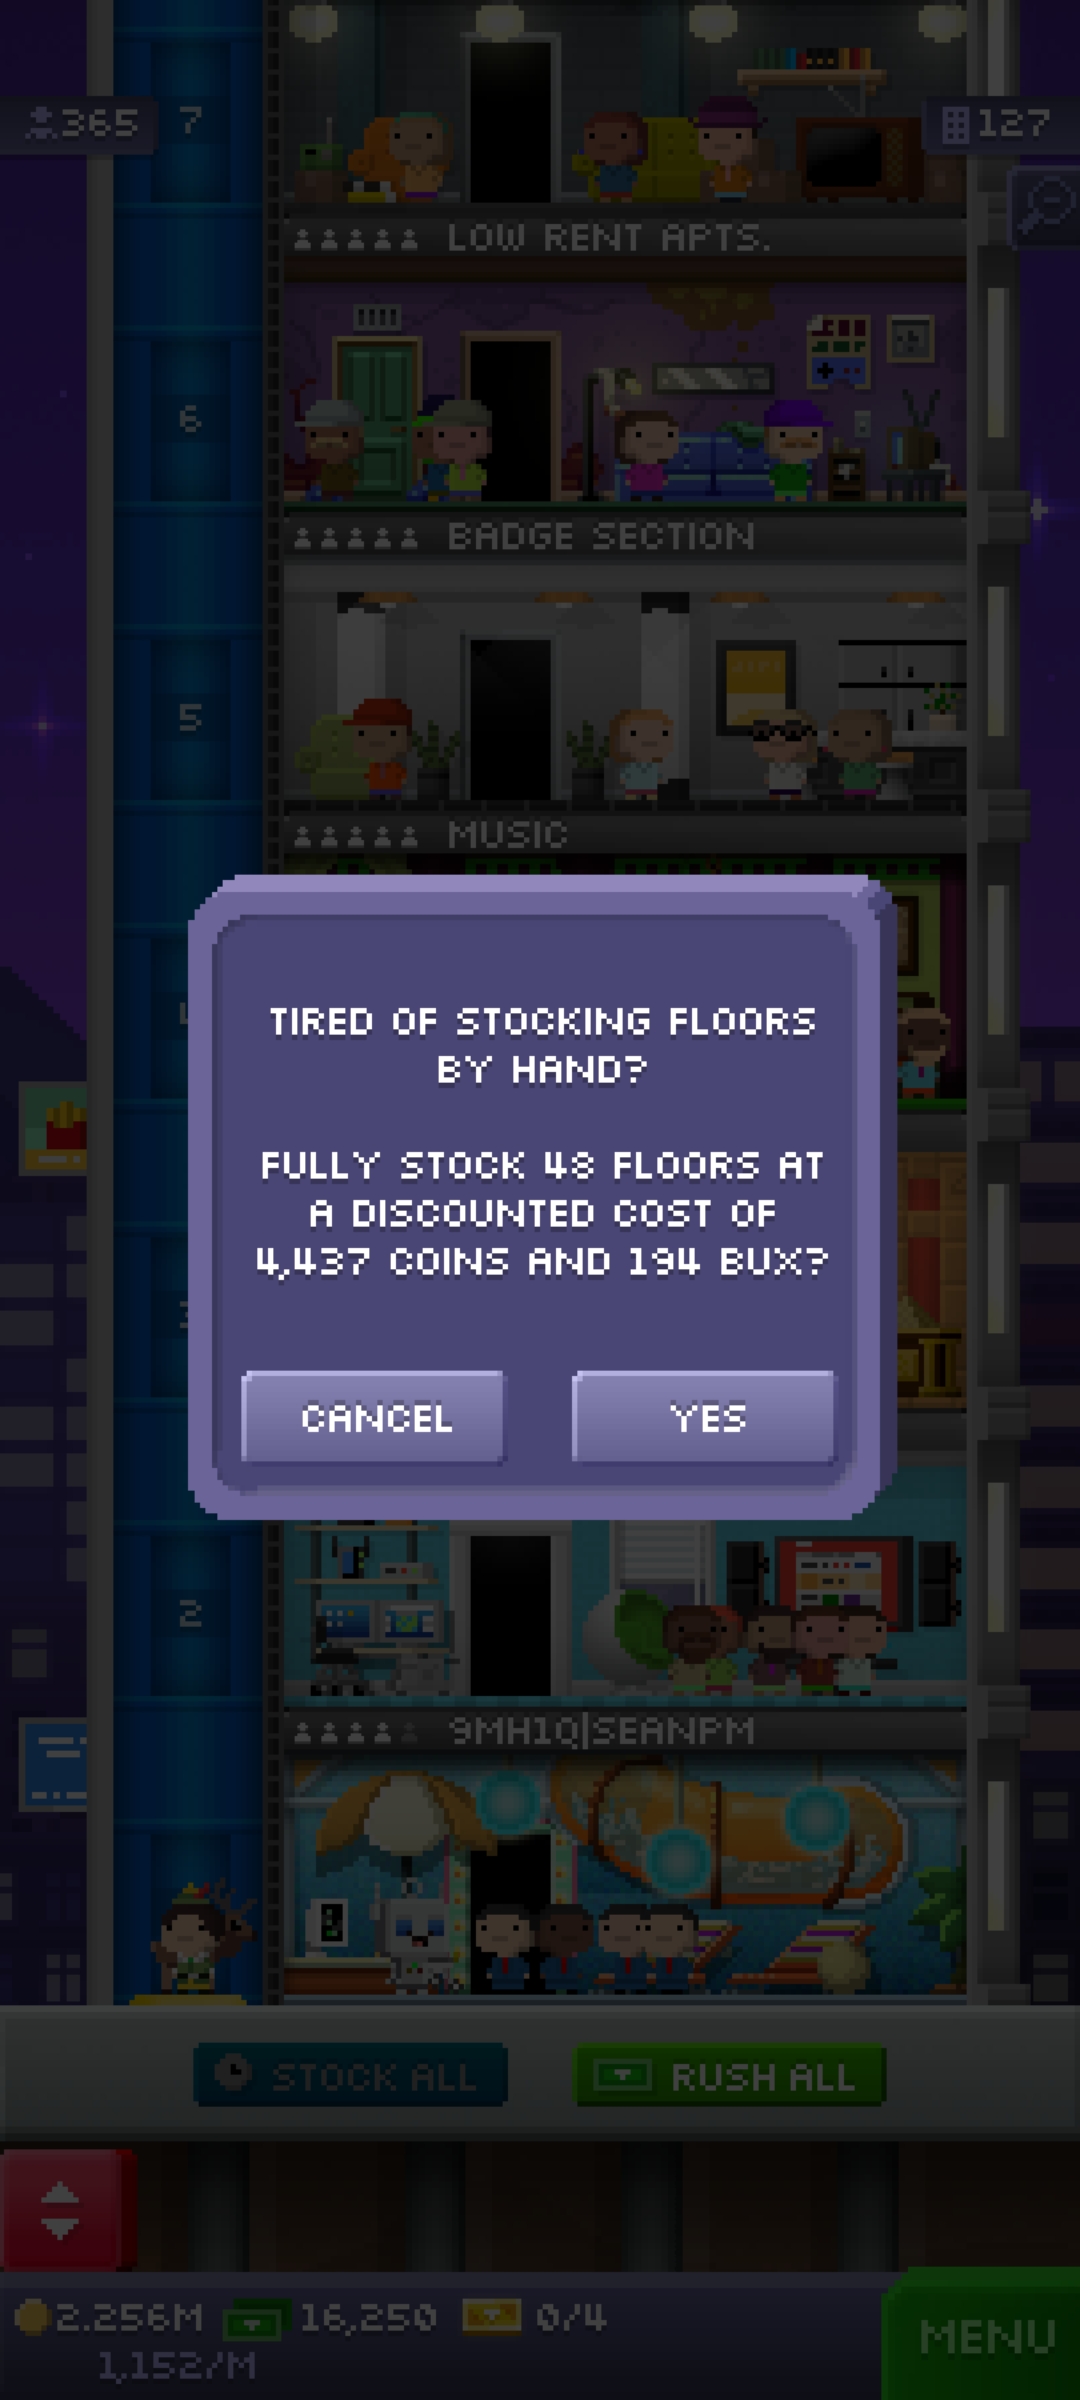 365
7
127
LOW RENT APTS.
6
BADGE SECTION
5
MUSIC
TIRED OF STOCKING FLOORS
BY HAND?
FULLY STOCK 48 FLOORS AT
A DISCOUNTED COST OF
4,437 COINS AND 194 BUX?
CANCEL
YES
2
9MH1Q|SEANPM
STOCK ALL
RUSH ALL
2.256M
16,250
0/4
1,152/M
MENU